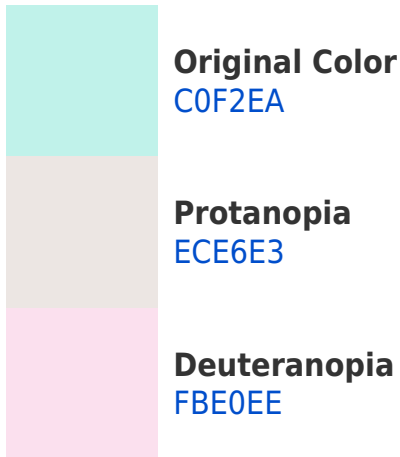 Original Color
C0F2EA
Protanopia
ECE6E3
Deuteranopia
FBE0EE